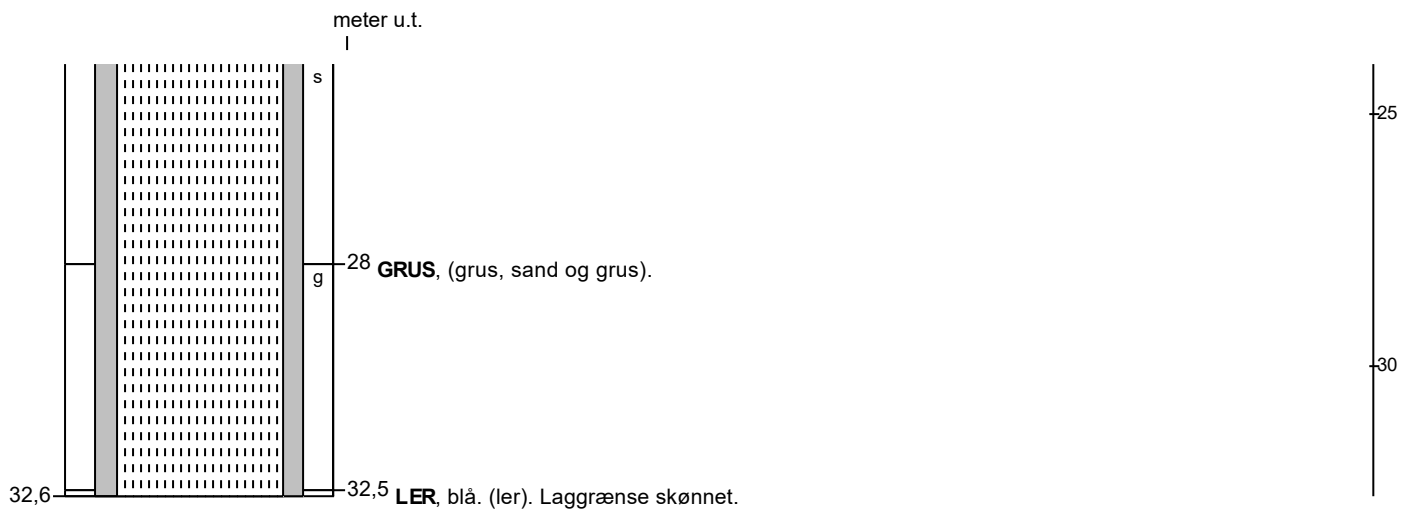 meter u.t.
s
25
28 GRUS, (grus, sand og grus).
g
30
32,6
32,5 LER, blå. (ler). Laggrænse skønnet.